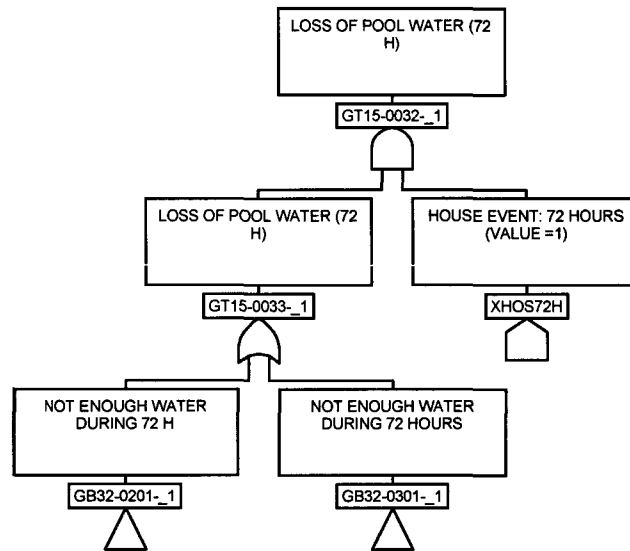 LOSS OF POOL WATER (72
H)
GT15-0032-_1
LOSS OF POOL WATER (72
H)
GT15-0033-_1
HOUSE EVENT: 72 HOURS
(VALUE =1)
XHOS72H
NOT ENOUGH WATER
DURING 72 H
GB32-0201-_1
NOT ENOUGH WATER
DURING 72 HOURS
GB32-0301-_1